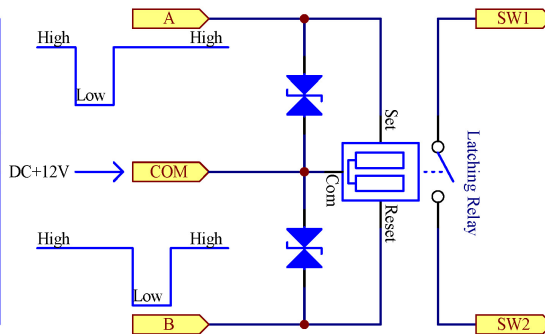 A
SW1
High
High
Low
Set
DC+12V
COM
Com
Latching Relay
Reset
High
High
Low
B
SW2